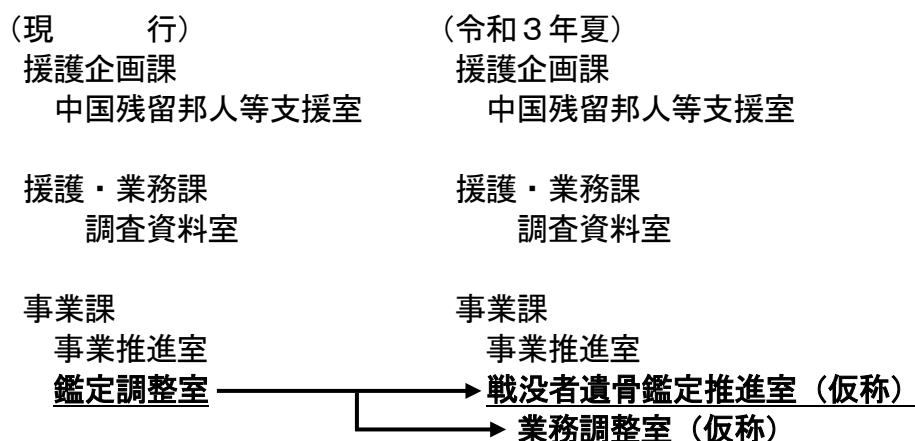 （現　　　行）　　　　　　　　（令和３年夏）
援護企画課　　　　　　　　　援護企画課
中国残留邦人等支援室　　　中国残留邦人等支援室
援護・業務課　　　　　　　　援護・業務課
調査資料室　　　　　　　　　調査資料室
事業課　　　　　　　　　　　事業課
事業推進室　　　　　　　　　事業推進室
鑑定調整室　　　　　　　　　戦没者遺骨鑑定推進室（仮称）
業務調整室（仮称）